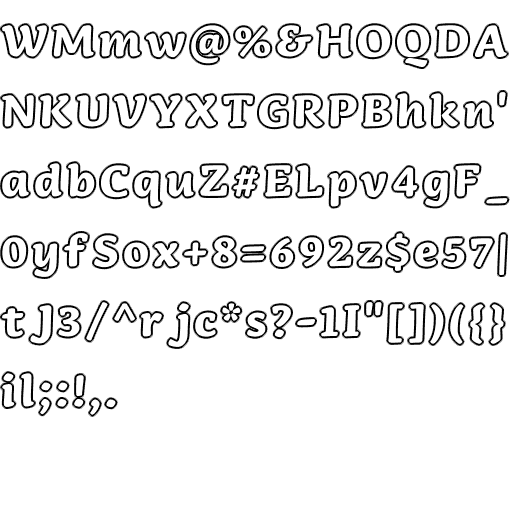 WMmw@%&HOQDA
NKUVYXTGRPBhkn'
adbCquZ#ELpv4gF_
0yfSox+8=692z$e57|
tJ3/^rjc*s?-1I"[])({}
il;:!,.